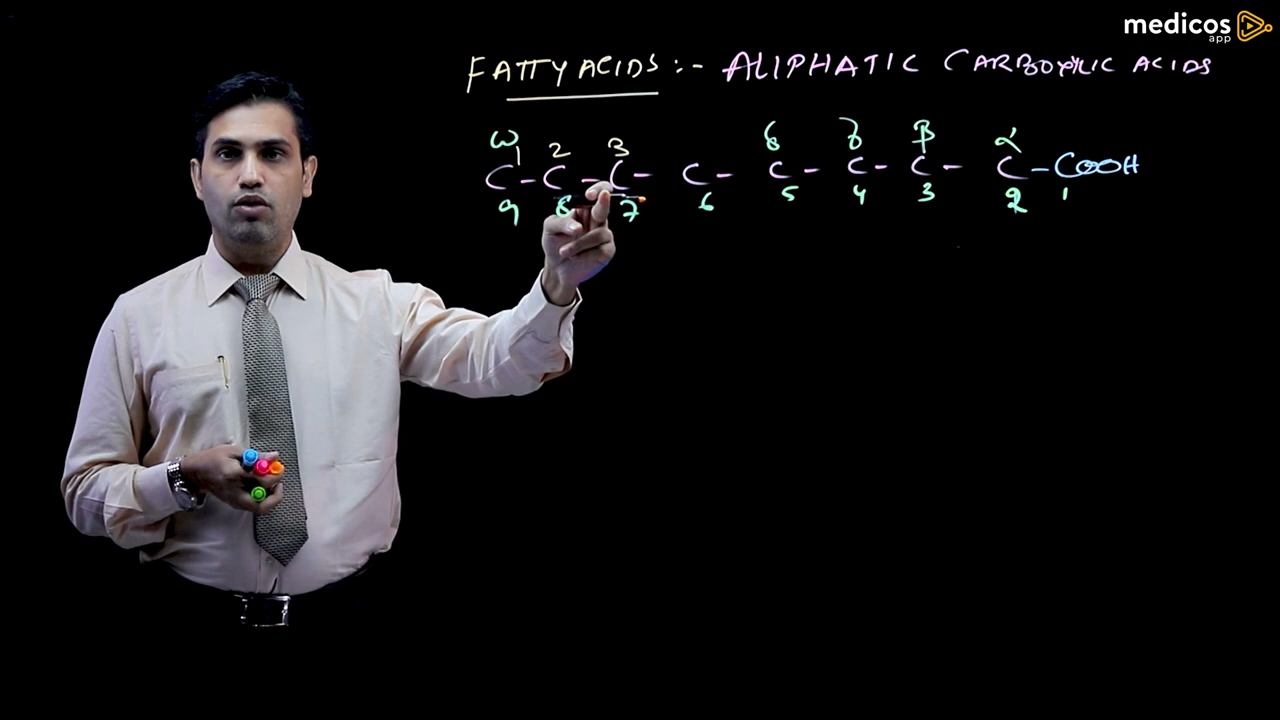 medicos
app
FATTY ACIDS :- ALIPHATIC CARBOXYLIC ACIDS
ω 1 2 3 δ γ β α
C - C - C - C - C - C - C - C - COOH
9 8 7 6 5 4 3 2 1